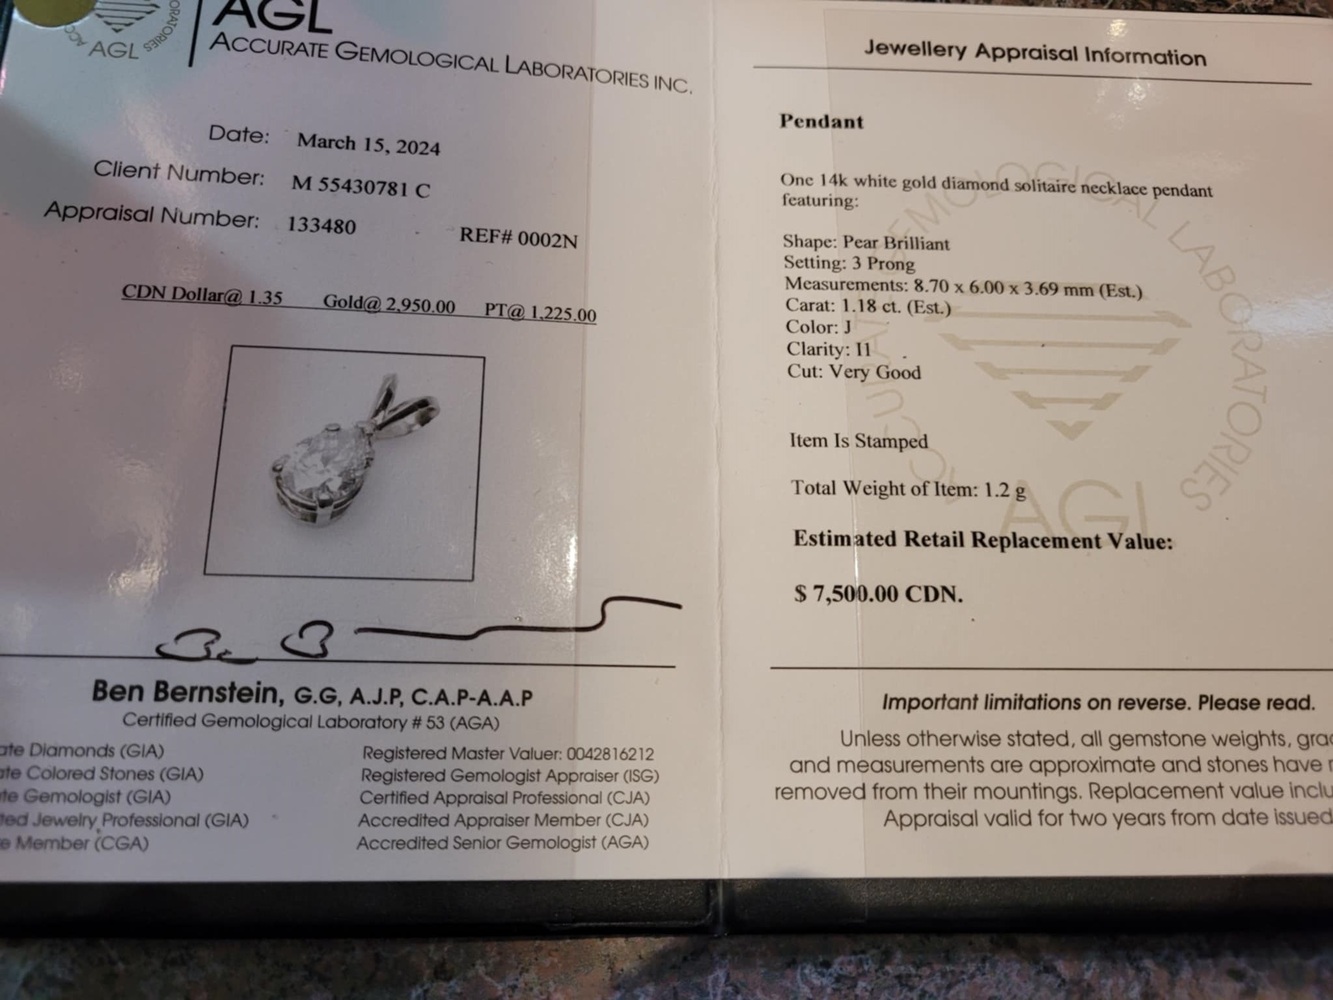 AGL
ACCURATE GEMOLOGICAL LABORATORIES INC.
AGL
Date: March 15, 2024
Client Number: M 55430781 C
Appraisal Number: 133480 REF# 0002N
CDN Dollar@ 1.35 Gold@ 2,950.00 PT@ 1,225.00
Ben Bernstein, G.G, A.J.P, C.A.P-A.A.P
Certified Gemological Laboratory # 53 (AGA)
ate Diamonds (GIA)
ate Colored Stones (GIA)
te Gemologist (GIA)
ted Jewelry Professional (GIA)
e Member (CGA)
Registered Master Valuer: 0042816212
Registered Gemologist Appraiser (ISG)
Certified Appraisal Professional (CJA)
Accredited Appraiser Member (CJA)
Accredited Senior Gemologist (AGA)
Jewellery Appraisal Information
Pendant
One 14k white gold diamond solitaire necklace pendant
featuring:
Shape: Pear Brilliant
Setting: 3 Prong
Measurements: 8.70 x 6.00 x 3.69 mm (Est.)
Carat: 1.18 ct. (Est.)
Color: J
Clarity: I1
Cut: Very Good
Item Is Stamped
Total Weight of Item: 1.2 g
Estimated Retail Replacement Value:
$ 7,500.00 CDN.
Important limitations on reverse. Please read.
Unless otherwise stated, all gemstone weights, grad
and measurements are approximate and stones have n
removed from their mountings. Replacement value inclu
Appraisal valid for two years from date issued